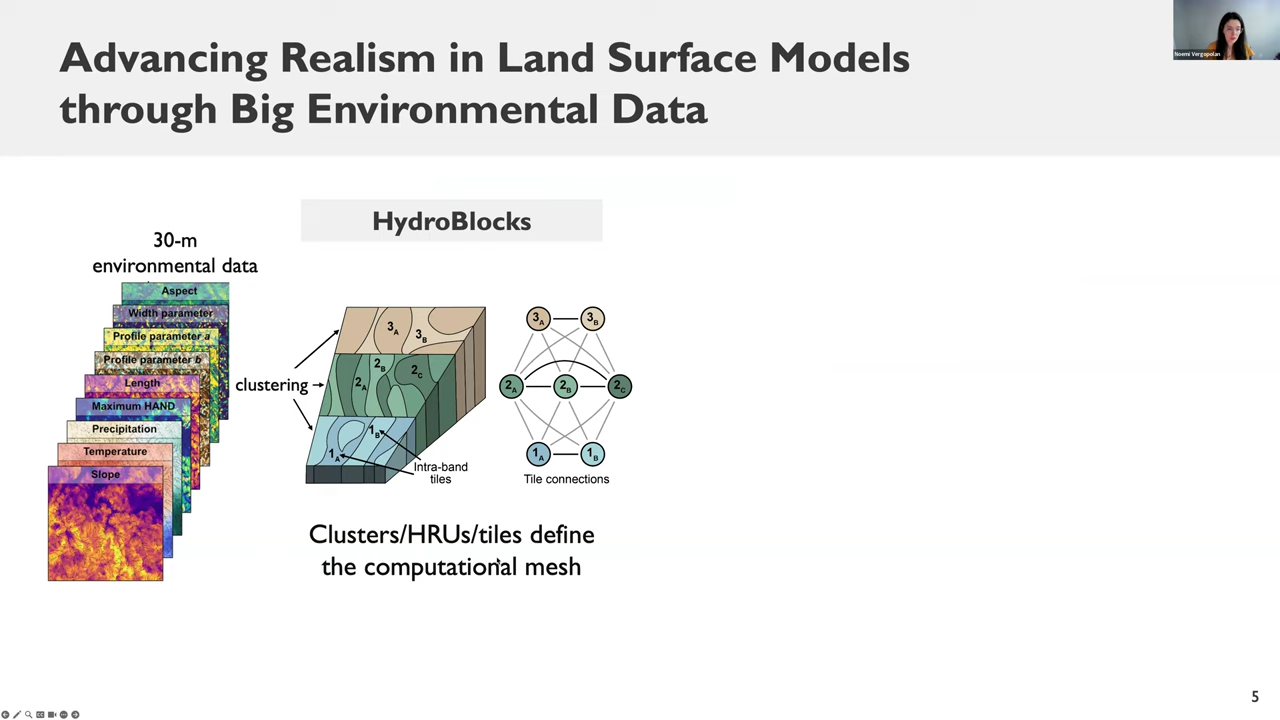 Advancing Realism in Land Surface Models
through Big Environmental Data
Noemi Vergopolan
HydroBlocks
30-m
environmental data
Aspect
Width parameter
Profile parameter a
Profile parameter b
Length
Maximum HAND
Precipitation
Temperature
Slope
clustering
3A
3B
2A
2B
2C
1A
1B
Intra-band
tiles
3A
3B
2A
2B
2C
1A
1B
Tile connections
Clusters/HRUs/tiles define
the computational mesh
5